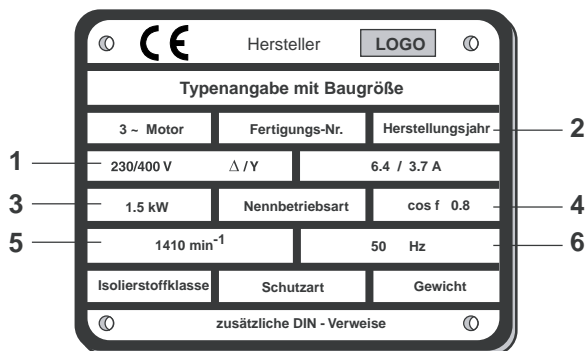 CE Hersteller LOGO
Typenangabe mit Baugröße
3 ~ Motor Fertigungs-Nr. Herstellungsjahr 2
1 230/400 V Δ / Y 6.4 / 3.7 A
3 1.5 kW Nennbetriebsart cos f 0.8 4
5 1410 min⁻¹ 50 Hz 6
Isolierstoffklasse Schutzart Gewicht
zusätzliche DIN - Verweise